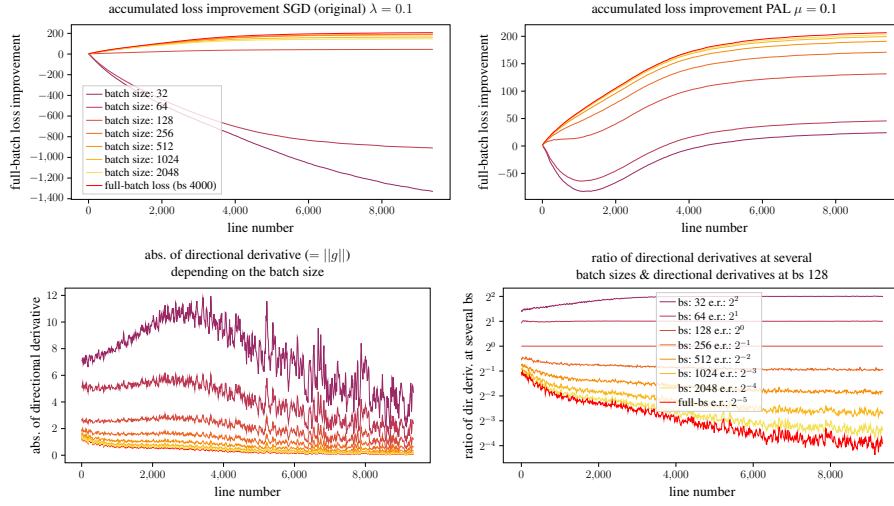 accumulated loss improvement SGD (original) λ = 0.1
full-batch loss improvement
200
0
−200
−400
−600
−800
−1,000
−1,200
−1,400
batch size: 32
batch size: 64
batch size: 128
batch size: 256
batch size: 512
batch size: 1024
batch size: 2048
full-batch loss (bs 4000)
0
2,000
4,000
6,000
8,000
line number
accumulated loss improvement PAL μ = 0.1
full-batch loss improvement
200
150
100
50
0
−50
0
2,000
4,000
6,000
8,000
line number
abs. of directional derivative (= ||g||)
depending on the batch size
abs. of directional derivative
12
10
8
6
4
2
0
0
2,000
4,000
6,000
8,000
line number
ratio of directional derivatives at several
batch sizes & directional derivatives at bs 128
ratio of dir. deriv. at several bs
2^2
2^1
2^0
2^−1
2^−2
2^−3
2^−4
bs: 32 e.r.: 2^2
bs: 64 e.r.: 2^1
bs: 128 e.r.: 2^0
bs: 256 e.r.: 2^−1
bs: 512 e.r.: 2^−2
bs: 1024 e.r.: 2^−3
bs: 2048 e.r.: 2^−4
full-bs e.r.: 2^−5
0
2,000
4,000
6,000
8,000
line number